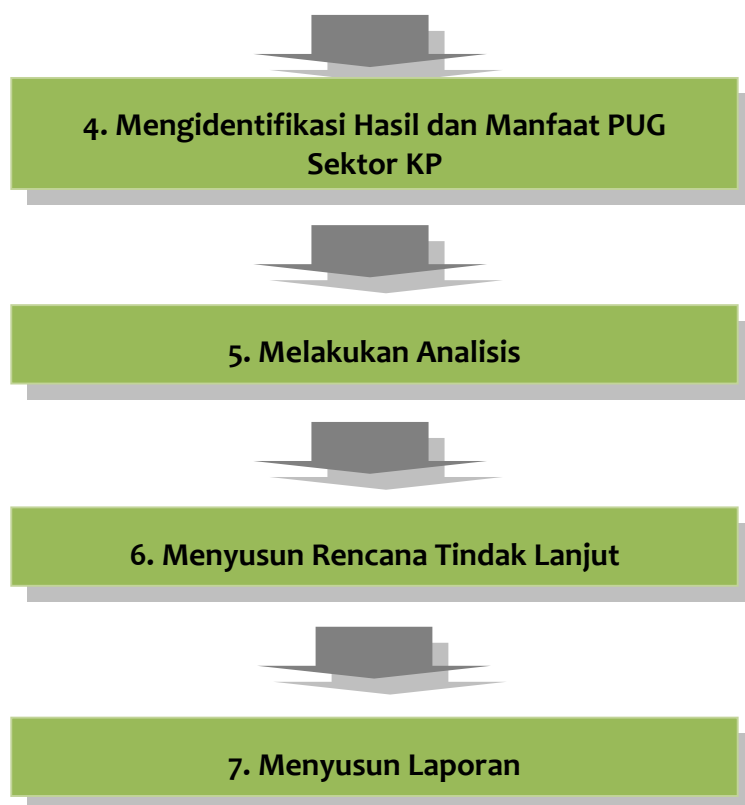 4. Mengidentifikasi Hasil dan Manfaat PUG
Sektor KP
5. Melakukan Analisis
6. Menyusun Rencana Tindak Lanjut
7. Menyusun Laporan